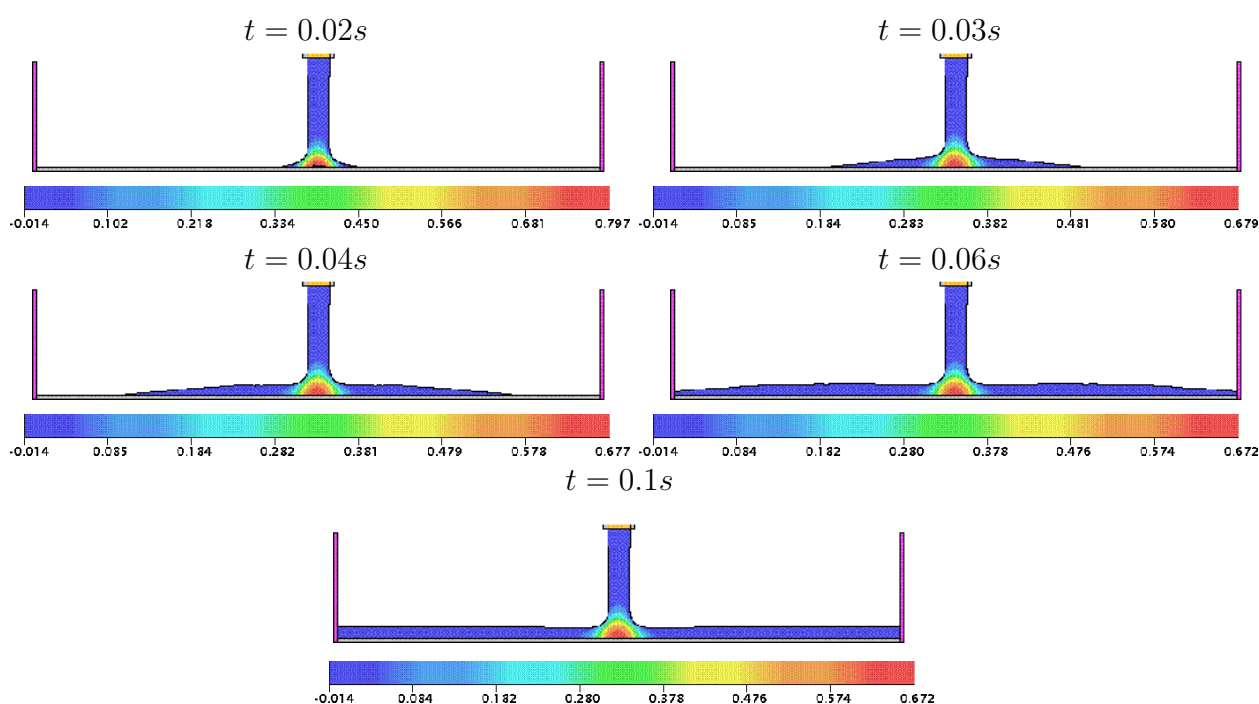 t = 0.02s
t = 0.03s
-0.014 0.102 0.218 0.334 0.450 0.566 0.681 0.797
-0.014 0.085 0.184 0.283 0.382 0.481 0.580 0.679
t = 0.04s
t = 0.06s
-0.014 0.085 0.184 0.282 0.381 0.479 0.578 0.677
-0.014 0.084 0.182 0.280 0.378 0.476 0.574 0.672
t = 0.1s
-0.014 0.084 0.182 0.280 0.378 0.476 0.574 0.672